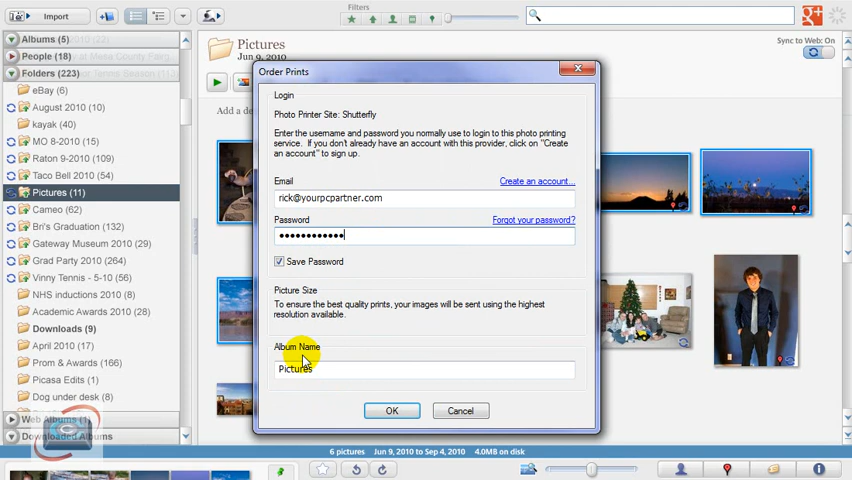 Import
Filters
g+
Albums (5)
People (18)
Folders (223)
eBay (6)
August 2010 (10)
kayak (40)
MO 8-2010 (15)
Raton 9-2010 (109)
Taco Bell 2010 (15)
Pictures (11)
Cameo (62)
Bri's Graduation (132)
Gateway Museum 2010 (9)
Grad Party 2010 (64)
Vinny Tennis - 5-10 (56)
NHS inductions 2010 (8)
Academic Awards 2010 (28)
Downloads (9)
April 2010 (14)
Prom & Awards (166)
Picasa Edits (1)
Dog under desk (8)
Web Albums (1)
Downloaded Albums
Pictures
Jun 9, 2010
Sync to Web: On
Add a de
Order Prints
Login
Photo Printer Site: Shutterfly
Enter the username and password you normally use to login to this photo printing
service. If you don't already have an account with this provider, click on "Create
an account" to sign up.
Email
Create an account...
rick@yourpcpartner.com
Password
Forgot your password?
••••••••••••
Save Password
Picture Size
To ensure the best quality prints, your images will be sent using the highest
resolution available.
Album Name
Pictures
OK
Cancel
6 pictures Jun 9, 2010 to Sep 4, 2010 4.0MB on disk